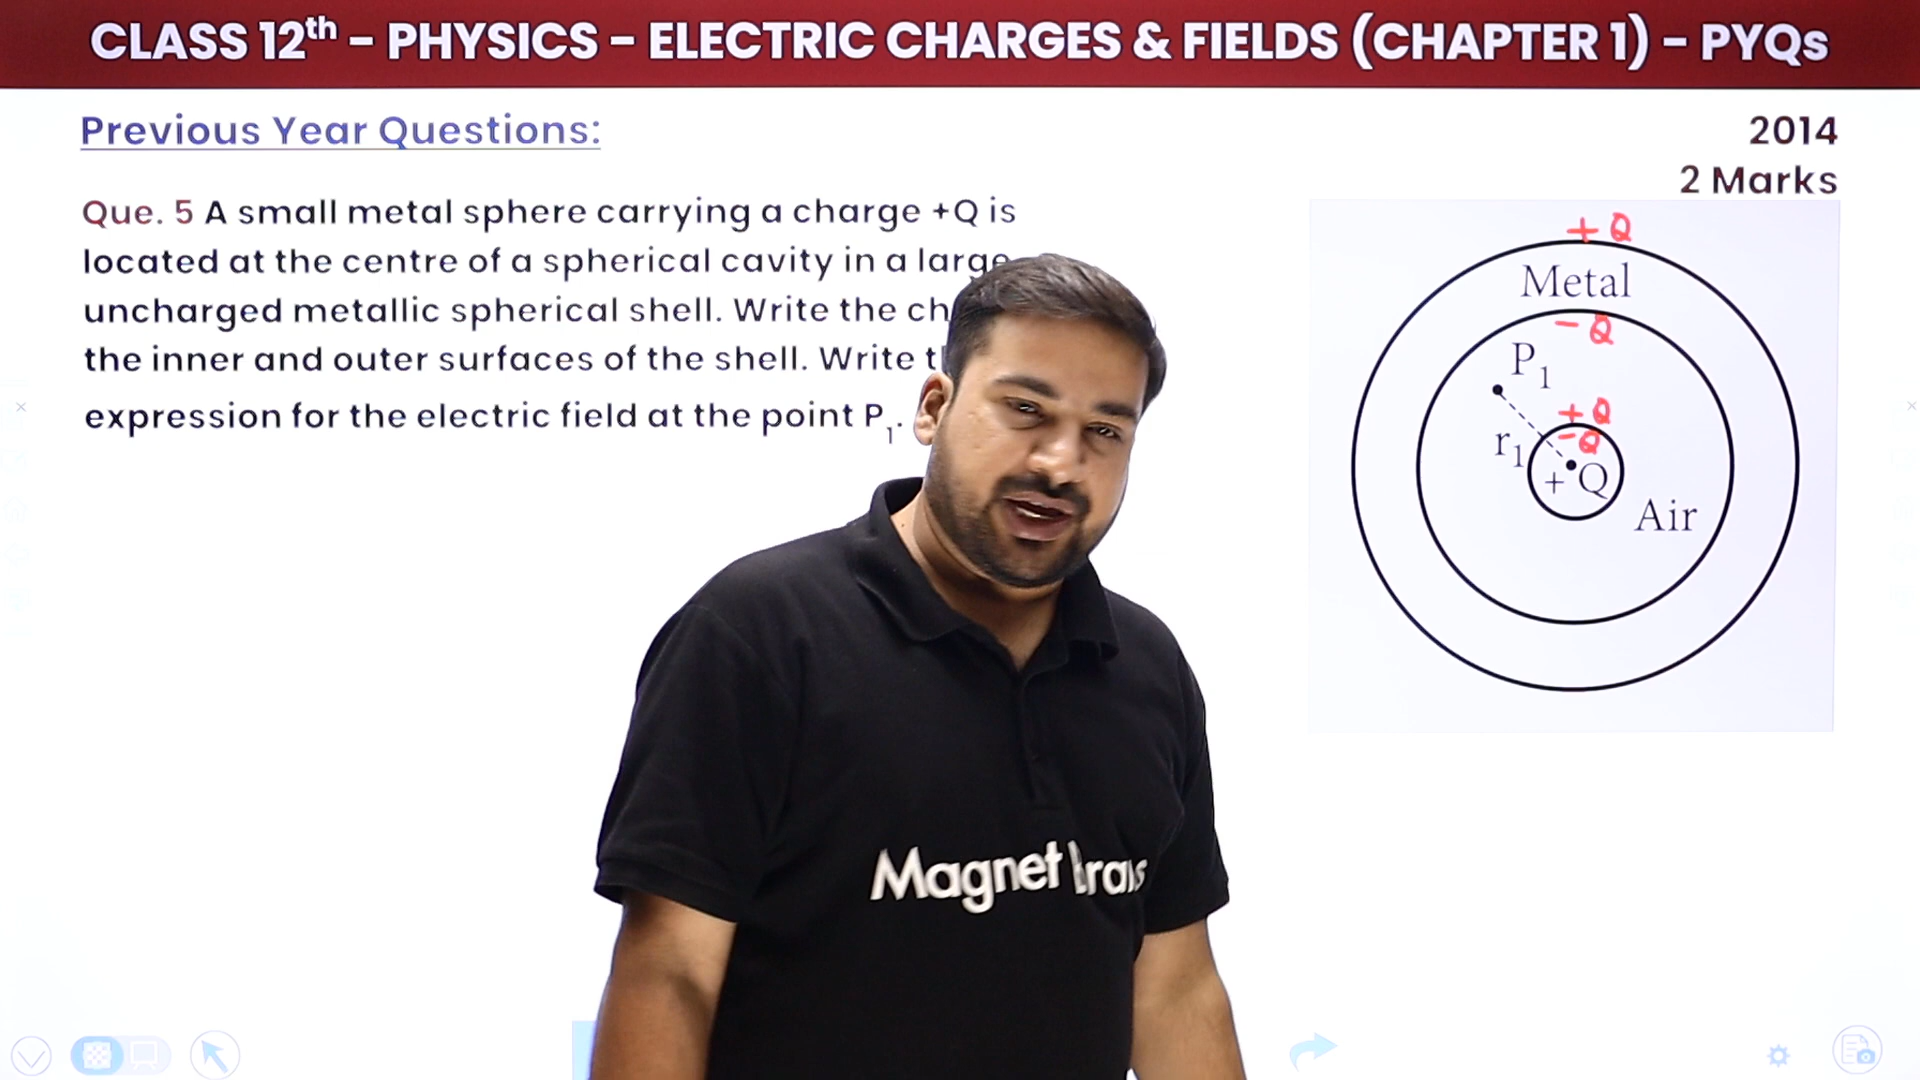 CLASS 12th – PHYSICS – ELECTRIC CHARGES & FIELDS (CHAPTER 1) – PYQs
Previous Year Questions:
2014
2 Marks
Que. 5 A small metal sphere carrying a charge +Q is
located at the centre of a spherical cavity in a large
uncharged metallic spherical shell. Write the
the inner and outer surfaces of the shell. Write
expression for the electric field at the point P1.
+ Q
Metal
- Q
P1
+ Q
- Q
r1
+ Q
Air
Magnet